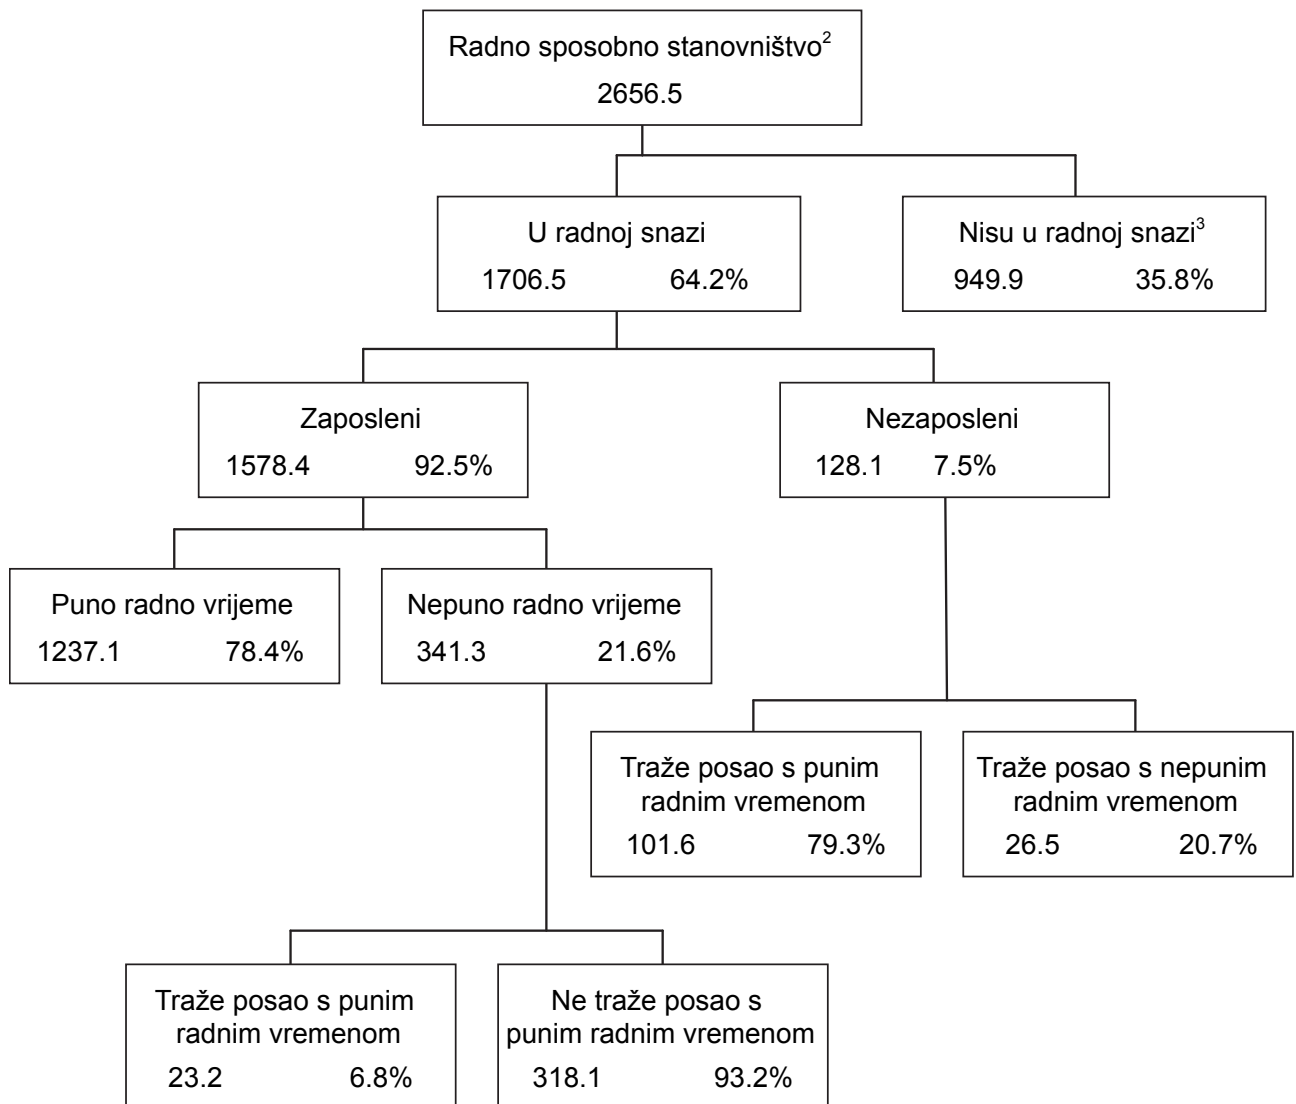 Radno sposobno stanovništvo²
2656.5
U radnoj snazi
1706.5 64.2%
Nisu u radnoj snazi³
949.9 35.8%
Zaposleni
1578.4 92.5%
Nezaposleni
128.1 7.5%
Puno radno vrijeme
1237.1 78.4%
Nepuno radno vrijeme
341.3 21.6%
Traže posao s punim
radnim vremenom
101.6 79.3%
Traže posao s nepunim
radnim vremenom
26.5 20.7%
Traže posao s punim
radnim vremenom
23.2 6.8%
Ne traže posao s
punim radnim vremenom
318.1 93.2%